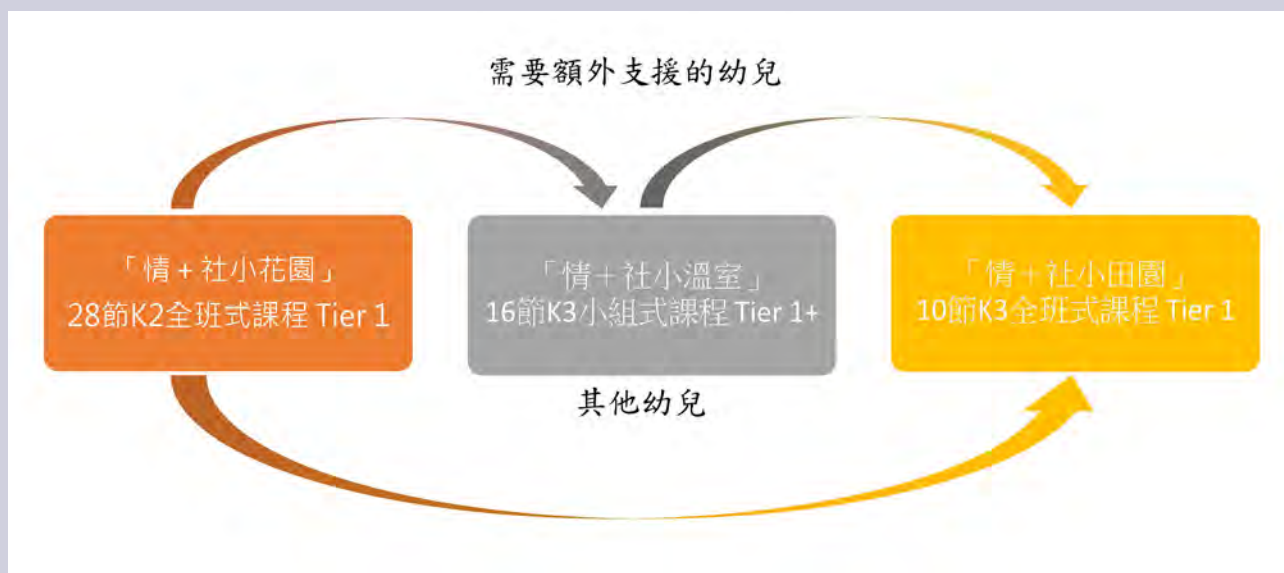 需要額外支援的幼兒
「情+社小花園」
28節K2全班式課程 Tier 1
「情＋社小溫室」
16節K3小組式課程 Tier 1+
「情＋社小田園」
10節K3全班式課程 Tier 1
其他幼兒